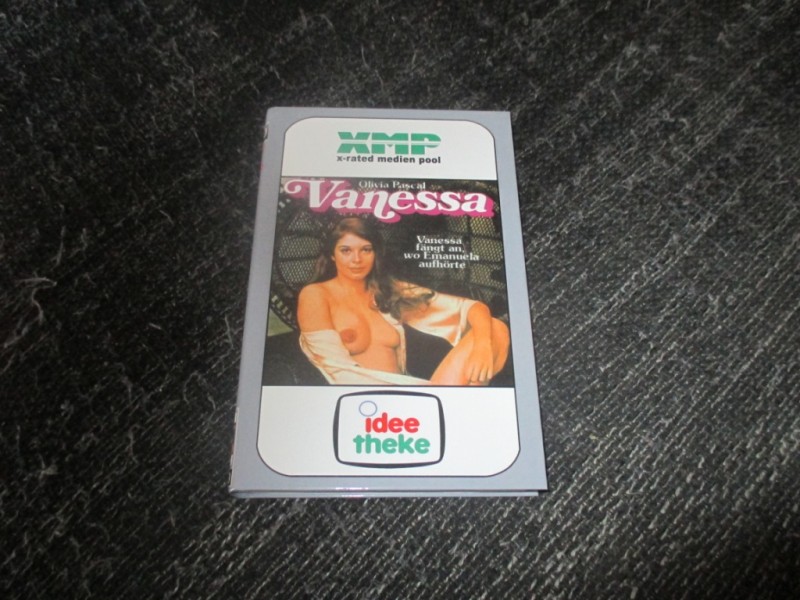 XMP
x-rated medien pool
Olivia Pascal
Vanessa
Vanessa
fängt an,
wo Emanuela
aufhörte
idee
theke